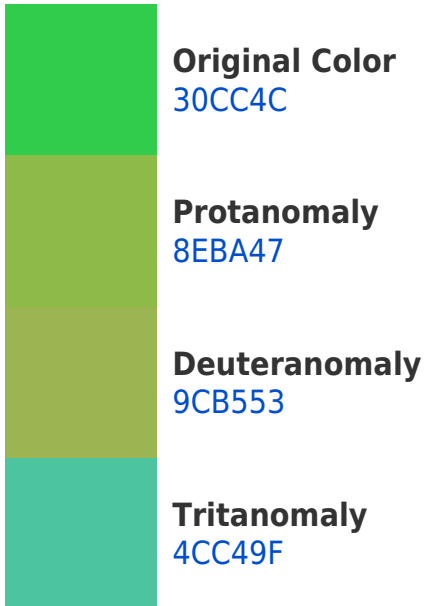 Original Color
30CC4C
Protanomaly
8EBA47
Deuteranomaly
9CB553
Tritanomaly
4CC49F